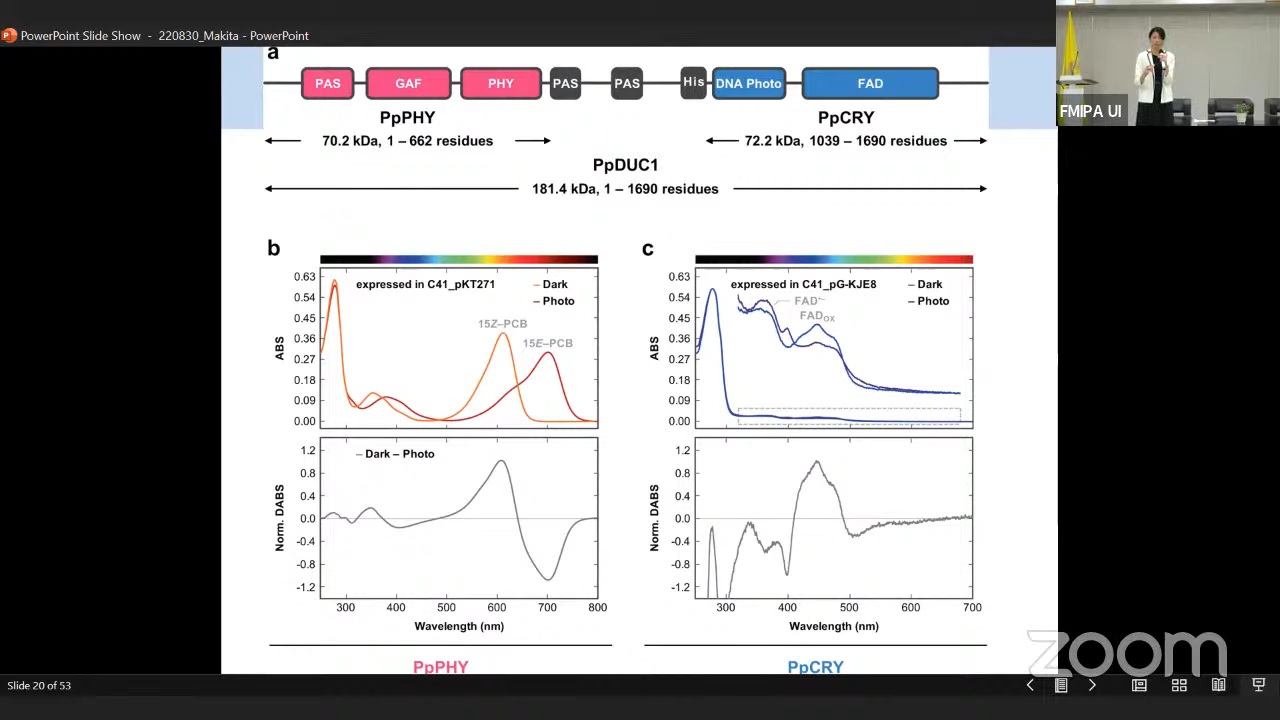 PowerPoint Slide Show - 220830_Makita - PowerPoint
FMIPA UI
a
PAS GAF PHY PAS PAS His DNA Photo FAD
PpPHY PpCRY
70.2 kDa, 1 – 662 residues 72.2 kDa, 1039 – 1690 residues
PpDUC1
181.4 kDa, 1 – 1690 residues
b
expressed in C41_pKT271
– Dark
– Photo
15Z–PCB
15E–PCB
ABS
0.63
0.54
0.45
0.36
0.27
0.18
0.09
0.00
– Dark – Photo
Norm. DABS
1.2
0.8
0.4
0.0
-0.4
-0.8
-1.2
300 400 500 600 700 800
Wavelength (nm)
PpPHY
c
expressed in C41_pG-KJE8
– Dark
– Photo
FAD•–
FADOX
ABS
0.63
0.54
0.45
0.36
0.27
0.18
0.09
0.00
Norm. DABS
1.2
0.8
0.4
0.0
-0.4
-0.8
-1.2
300 400 500 600 700
Wavelength (nm)
PpCRY
zoom
Slide 20 of 53